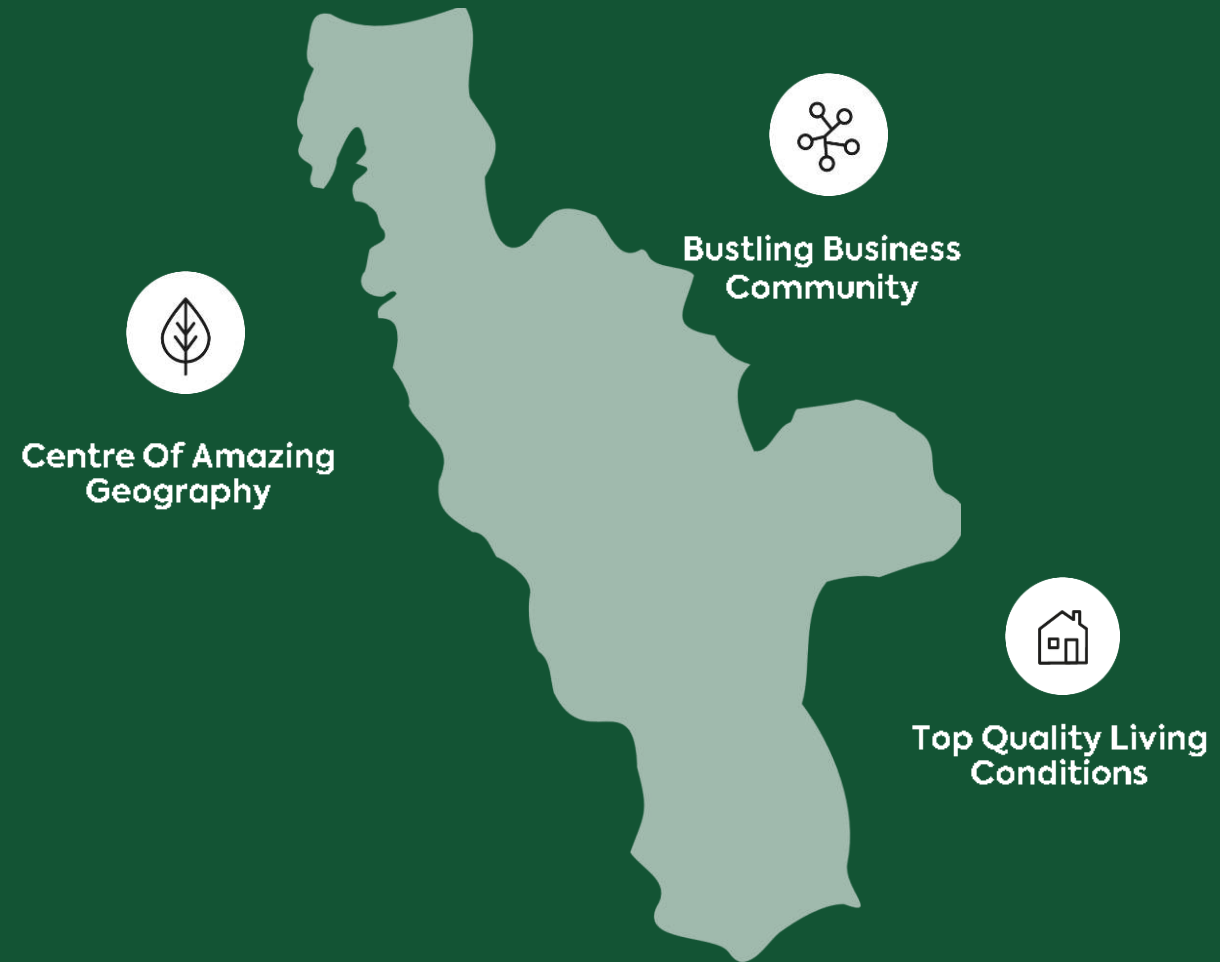 Bustling Business
Community
Centre Of Amazing
Geography
Top Quality Living
Conditions